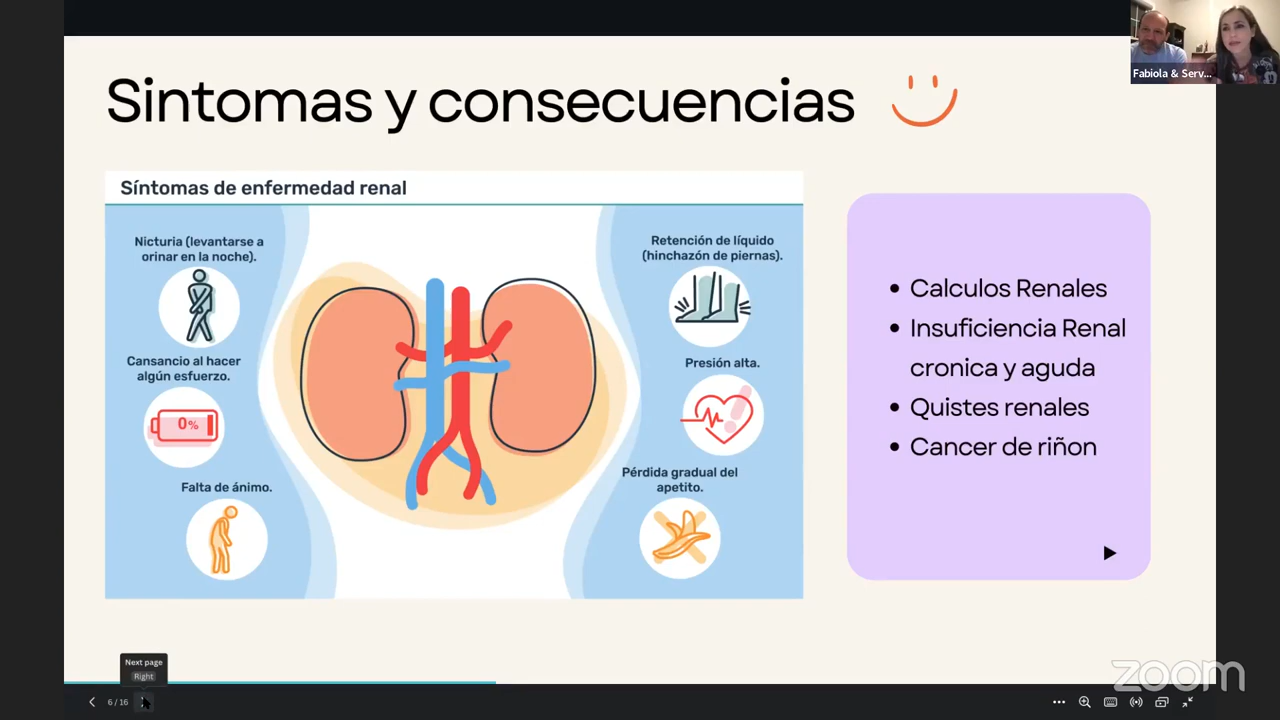 Sintomas y consecuencias
Fabiola & Serv...
Síntomas de enfermedad renal
Nicturia (levantarse a
orinar en la noche).
Cansancio al hacer
algún esfuerzo.
0%
Falta de ánimo.
Retención de líquido
(hinchazón de piernas).
Presión alta.
Pérdida gradual del
apetito.
• Calculos Renales
• Insuficiencia Renal
cronica y aguda
• Quistes renales
• Cancer de riñon
Next page
Right
6 / 16
zoom